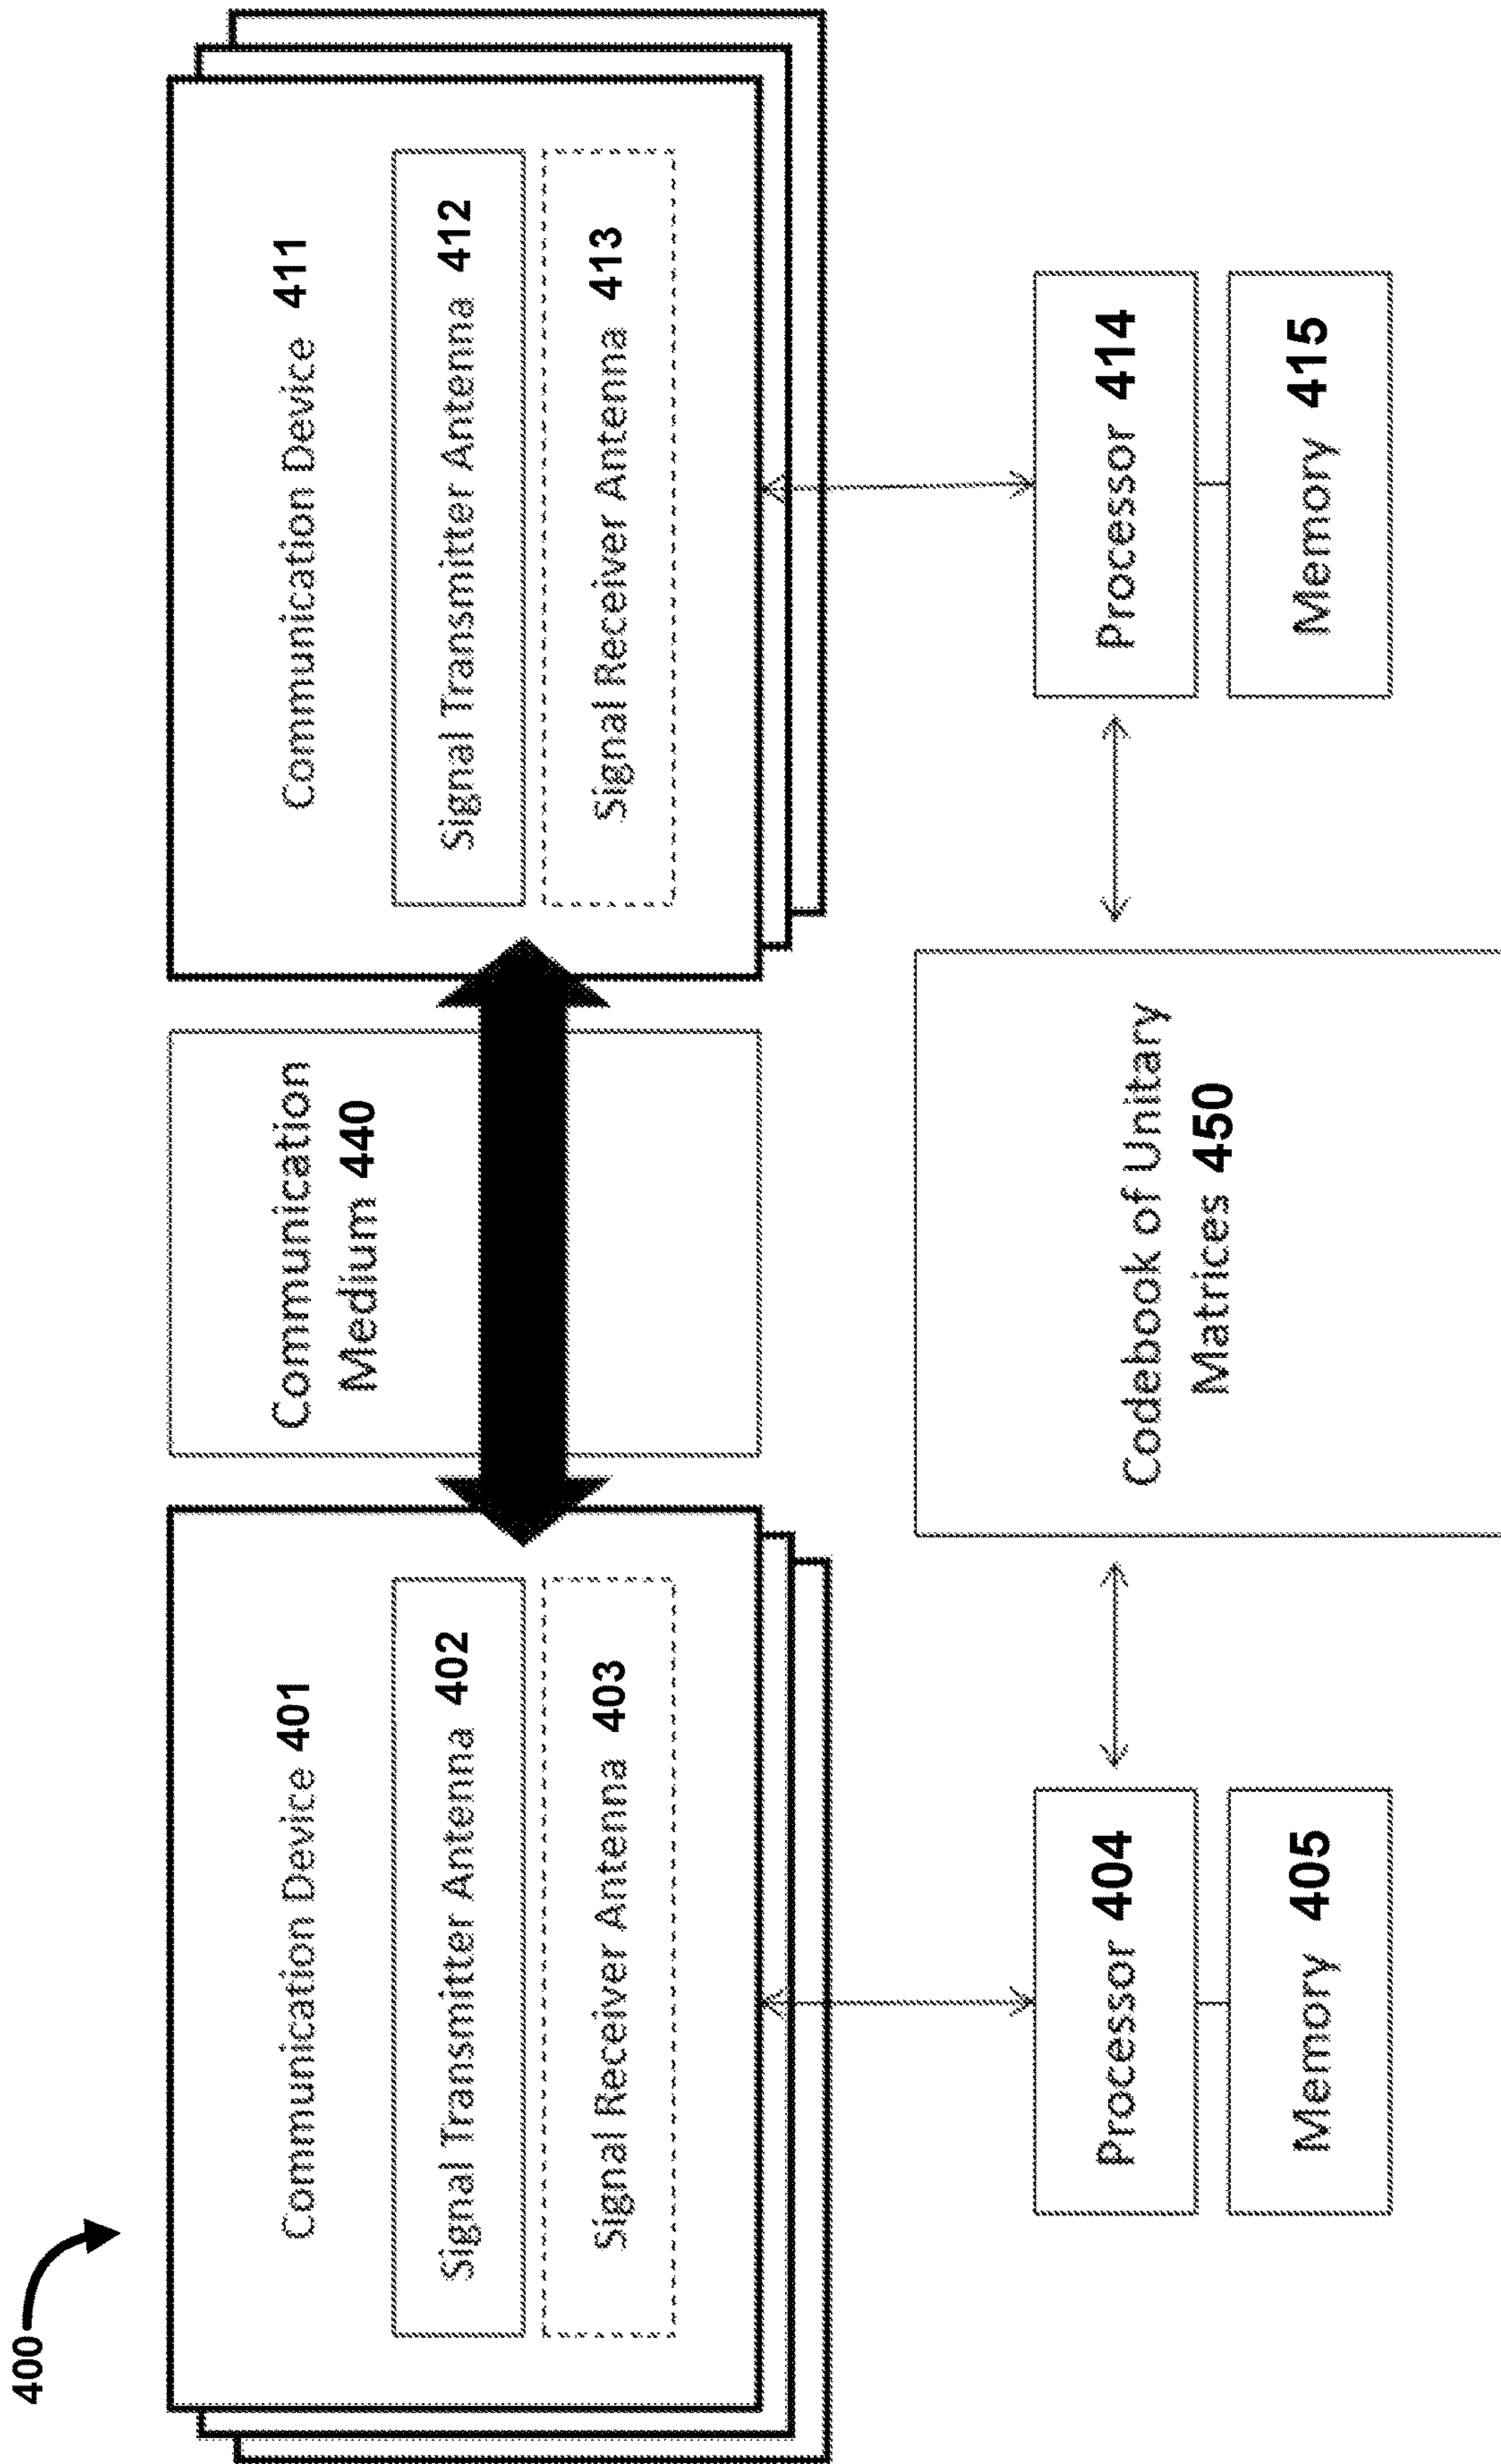 400
Communication Device 401
Signal Transmitter Antenna 402
Signal Receiver Antenna 403
Communication
Medium 440
Communication Device 411
Signal Transmitter Antenna 412
Signal Receiver Antenna 413
Processor 404
Memory 405
Codebook of Unitary
Matrices 450
Processor 414
Memory 415